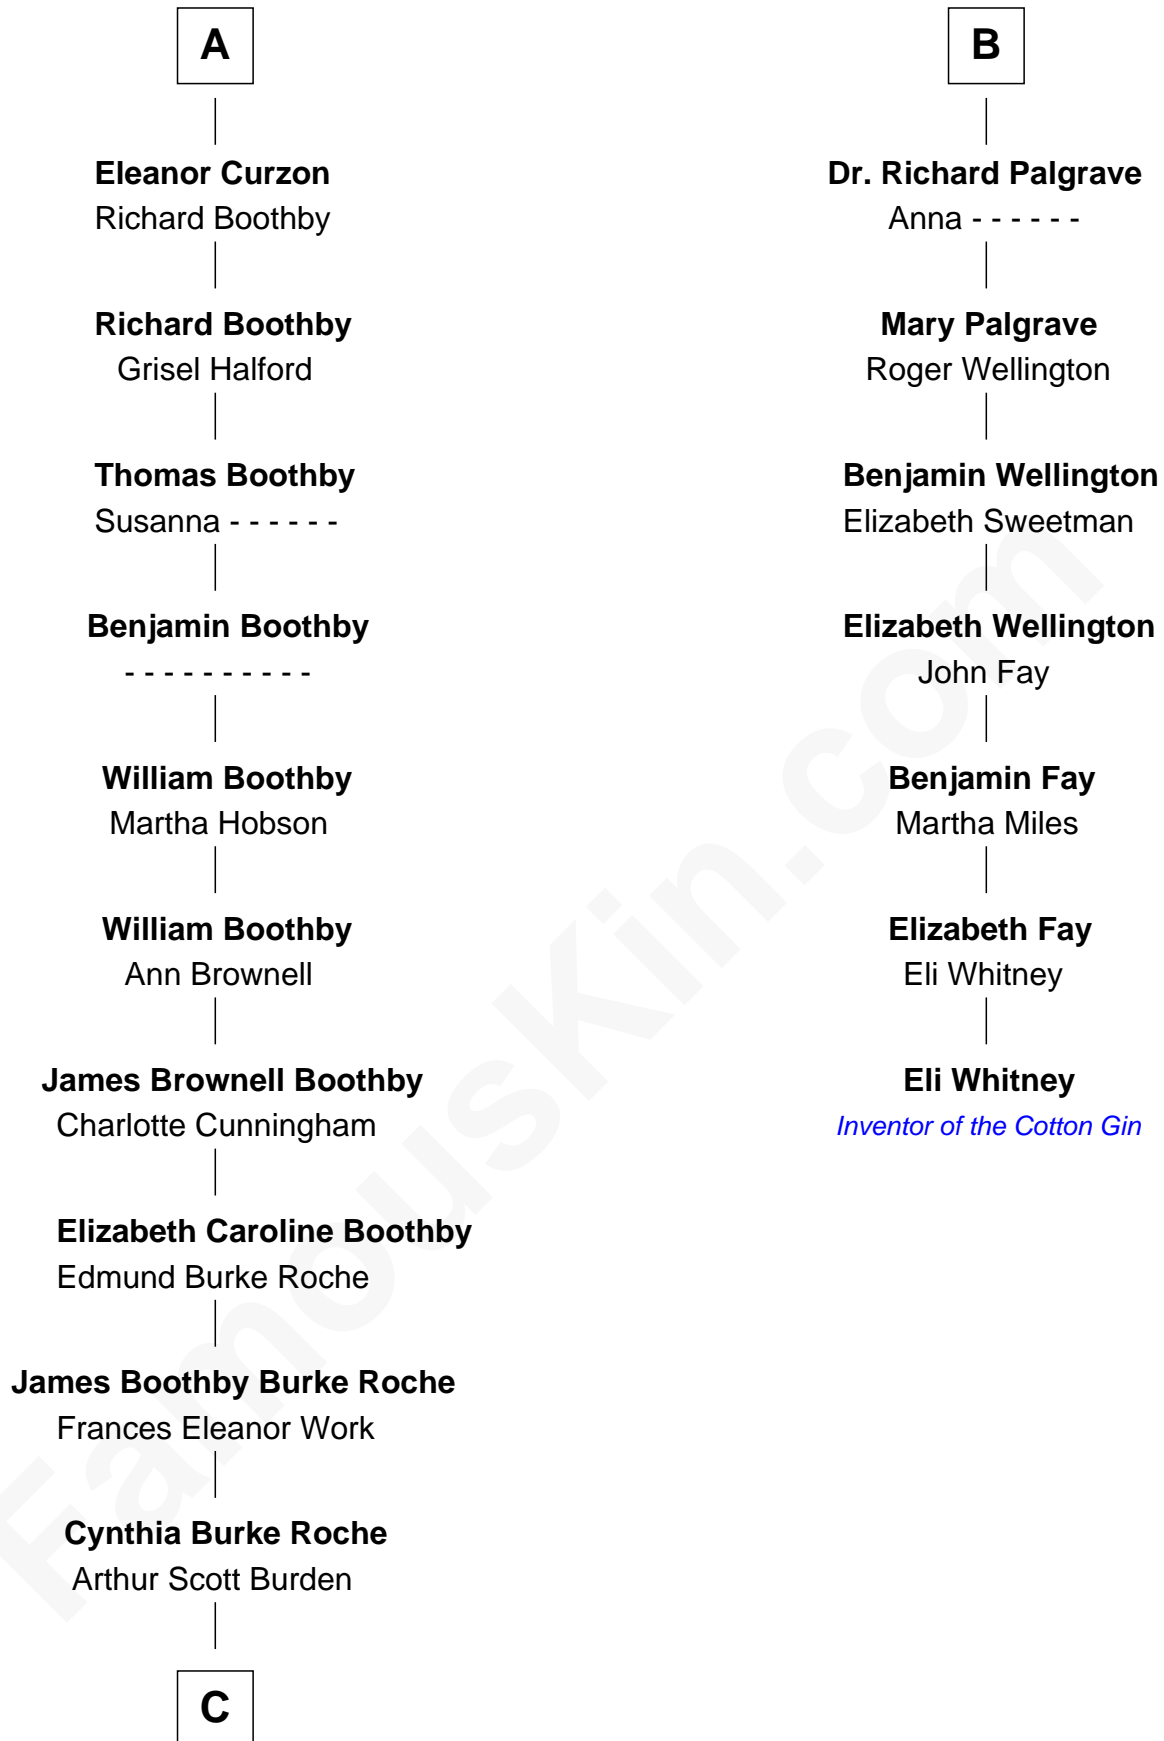 A
Eleanor Curzon
Richard Boothby
Richard Boothby
Grisel Halford
Thomas Boothby
Susanna - - - - - -
Benjamin Boothby
- - - - - - - - - -
William Boothby
Martha Hobson
William Boothby
Ann Brownell
James Brownell Boothby
Charlotte Cunningham
Elizabeth Caroline Boothby
Edmund Burke Roche
James Boothby Burke Roche
Frances Eleanor Work
Cynthia Burke Roche
Arthur Scott Burden
C
B
Dr. Richard Palgrave
Anna - - - - - -
Mary Palgrave
Roger Wellington
Benjamin Wellington
Elizabeth Sweetman
Elizabeth Wellington
John Fay
Benjamin Fay
Martha Miles
Elizabeth Fay
Eli Whitney
Eli Whitney
Inventor of the Cotton Gin
FamousKin.com